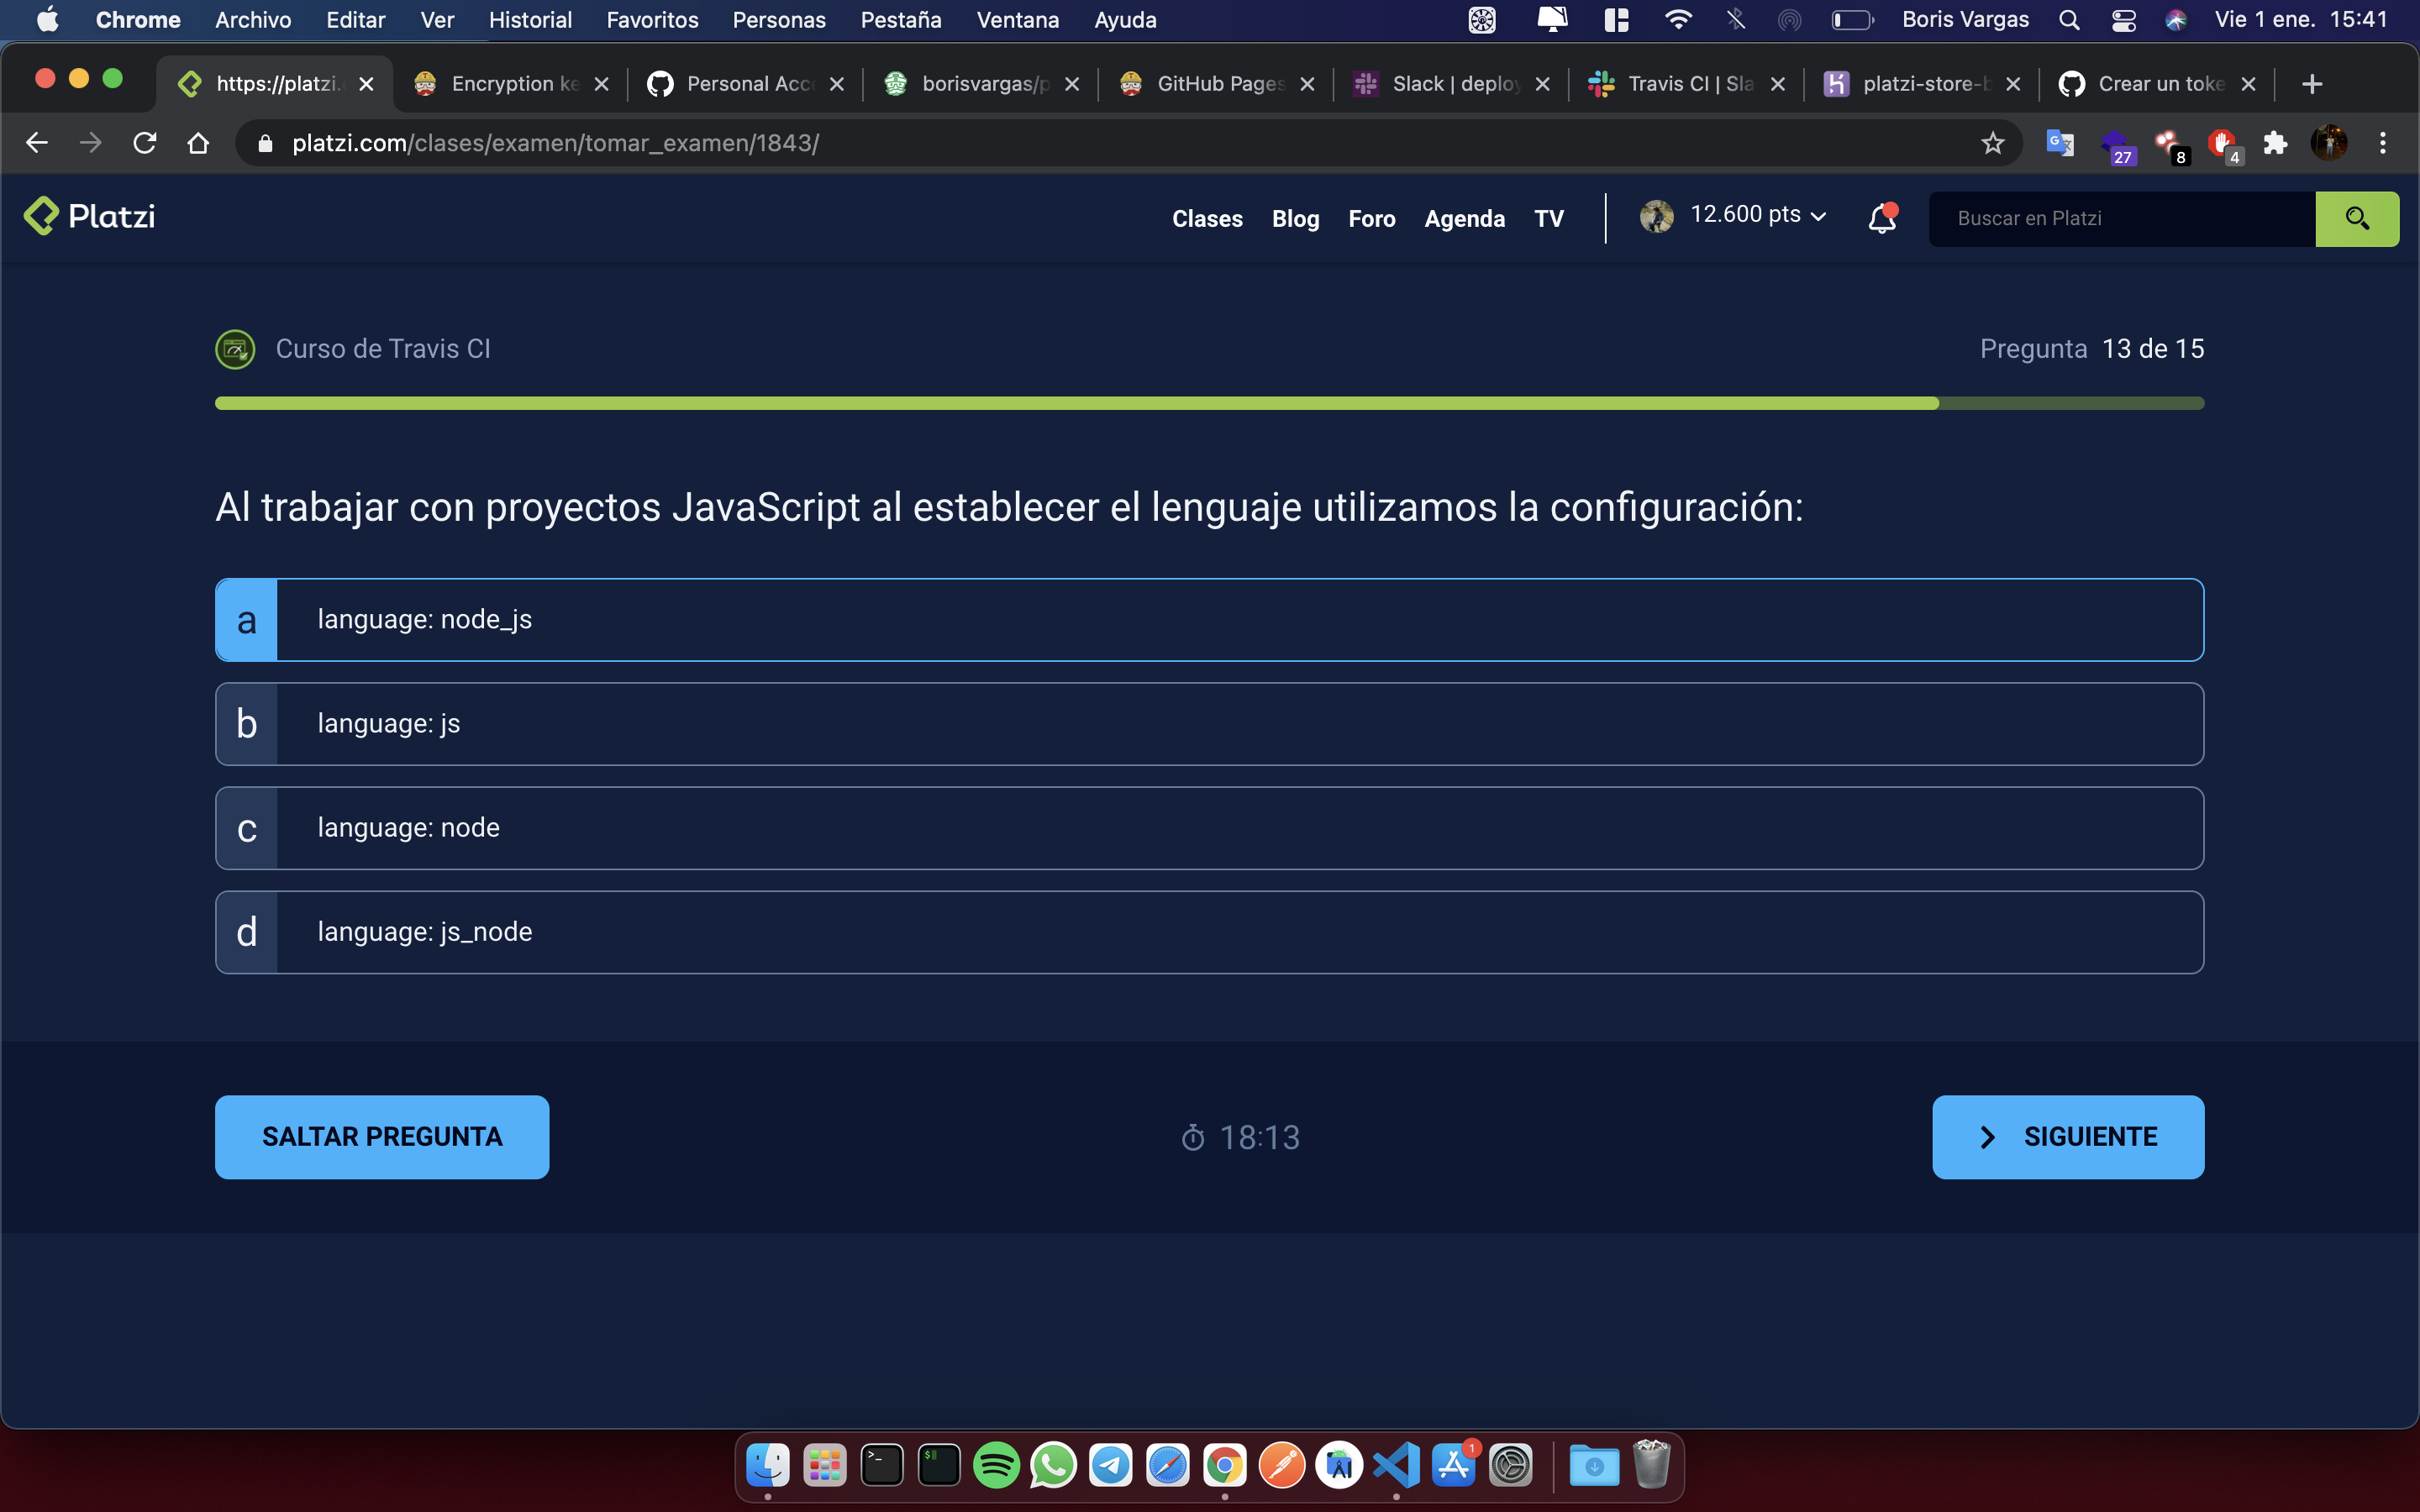 Chrome Archivo Editar Ver Historial Favoritos Personas Pestaña Ventana Ayuda Boris Vargas Vie 1 ene. 15:41
https://platzi. Encryption ke Personal Acc borisvargas/p GitHub Pages Slack | deploy Travis CI | Sla platzi-store-b Crear un toke
platzi.com/clases/examen/tomar_examen/1843/ 27 8 4
Platzi Clases Blog Foro Agenda TV 12.600 pts Buscar en Platzi
Curso de Travis CI Pregunta 13 de 15
Al trabajar con proyectos JavaScript al establecer el lenguaje utilizamos la configuración:
a language: node_js
b language: js
c language: node
d language: js_node
SALTAR PREGUNTA 18:13 SIGUIENTE
1